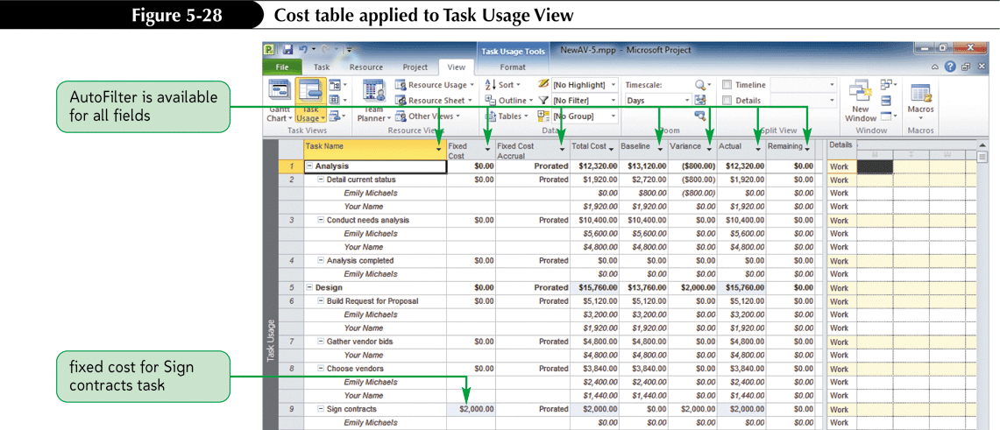 Figure 5-28 Cost table applied to Task Usage View
Task Usage Tools NewAV-5.mpp - Microsoft Project
File Task Resource Project View Format
AutoFilter is available
for all fields
Gantt Chart Task Usage Team Planner Resource Usage Resource Sheet Other Views Sort Outline Tables [No Highlight] [No Filter] [No Group] Timescale: Days Timeline Details New Window Macros
Task Views Resource Views Data Zoom Split View Window Macros
Task Name Fixed Cost Fixed Cost Accrual Total Cost Baseline Variance Actual Remaining Details M T W
1 Analysis $0.00 Prorated $12,320.00 $13,120.00 ($800.00) $12,320.00 $0.00 Work
2 Detail current status $0.00 Prorated $1,920.00 $2,720.00 ($800.00) $1,920.00 $0.00 Work
Emily Michaels $0.00 $800.00 ($800.00) $0.00 $0.00 Work
Your Name $1,920.00 $1,920.00 $0.00 $1,920.00 $0.00 Work
3 Conduct needs analysis $0.00 Prorated $10,400.00 $10,400.00 $0.00 $10,400.00 $0.00 Work
Emily Michaels $5,600.00 $5,600.00 $0.00 $5,600.00 $0.00 Work
Your Name $4,800.00 $4,800.00 $0.00 $4,800.00 $0.00 Work
4 Analysis completed $0.00 Prorated $0.00 $0.00 $0.00 $0.00 $0.00 Work
Emily Michaels $0.00 $0.00 $0.00 $0.00 $0.00 Work
5 Design $0.00 Prorated $15,760.00 $13,760.00 $2,000.00 $15,760.00 $0.00 Work
6 Build Request for Proposal $0.00 Prorated $5,120.00 $5,120.00 $0.00 $5,120.00 $0.00 Work
Emily Michaels $3,200.00 $3,200.00 $0.00 $3,200.00 $0.00 Work
Your Name $1,920.00 $1,920.00 $0.00 $1,920.00 $0.00 Work
7 Gather vendor bids $0.00 Prorated $4,800.00 $4,800.00 $0.00 $4,800.00 $0.00 Work
Your Name $4,800.00 $4,800.00 $0.00 $4,800.00 $0.00 Work
8 Choose vendors $0.00 Prorated $3,840.00 $3,840.00 $0.00 $3,840.00 $0.00 Work
Emily Michaels $2,400.00 $2,400.00 $0.00 $2,400.00 $0.00 Work
Your Name $1,440.00 $1,440.00 $0.00 $1,440.00 $0.00 Work
9 Sign contracts $2,000.00 Prorated $2,000.00 $0.00 $2,000.00 $2,000.00 $0.00 Work
Emily Michaels $0.00 $0.00 $0.00 $0.00 $0.00 Work
Task Usage
fixed cost for Sign
contracts task